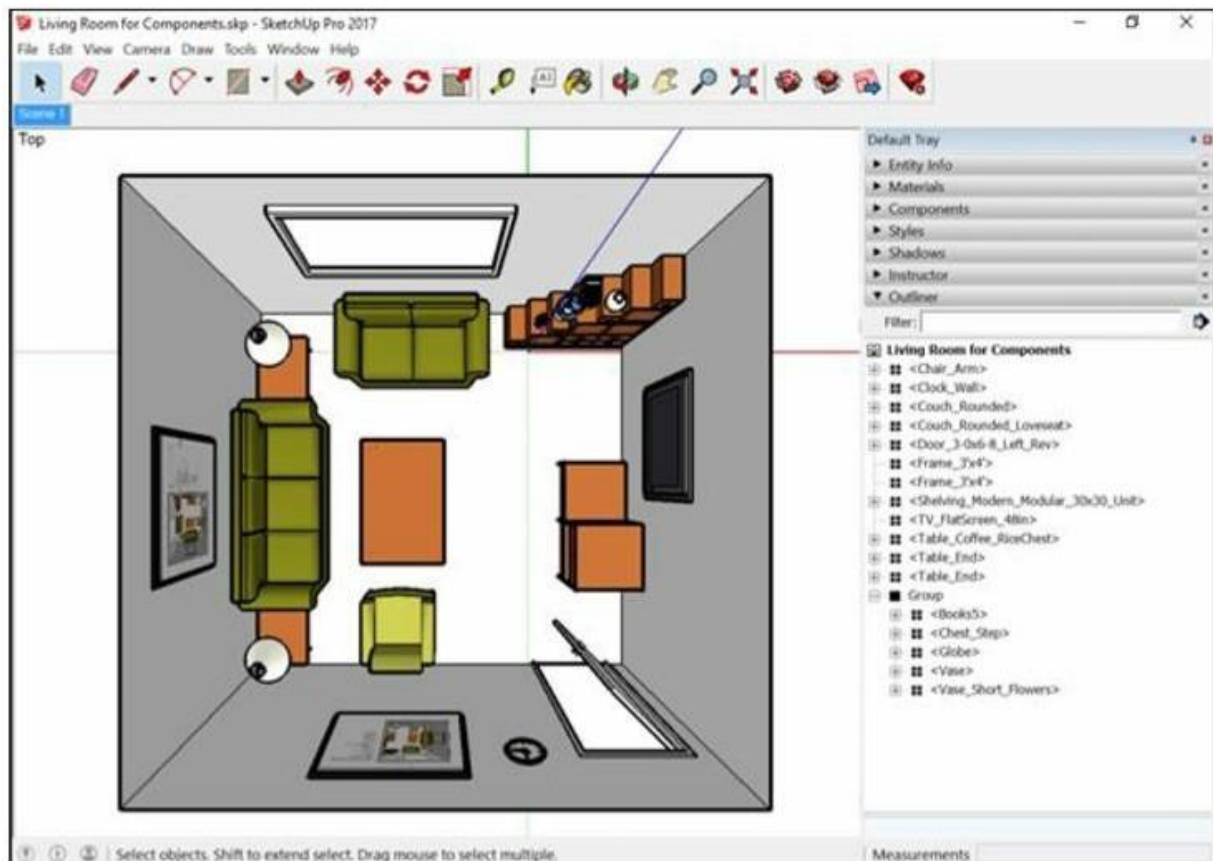 Living Room for Components.skp - SketchUp Pro 2017
File Edit View Camera Draw Tools Window Help
A1
Scene 1
Top
Default Tray
Entity Info
Materials
Components
Styles
Shadows
Instructor
Outliner
Filter:
Living Room for Components
<Chair_Arm>
<Clock_Wall>
<Couch_Rounded>
<Couch_Rounded_Loveseat>
<Door_3-0x6-8_Left_Rev>
<Frame_3'x4'>
<Frame_3'x4'>
<Shelving_Modern_Modular_30x30_Unit>
<TV_FlatScreen_48in>
<Table_Coffee_RiceChest>
<Table_End>
<Table_End>
Group
<Books5>
<Chest_Step>
<Globe>
<Vase>
<Vase_Short_Flowers>
Select objects. Shift to extend select. Drag mouse to select multiple.
Measurements